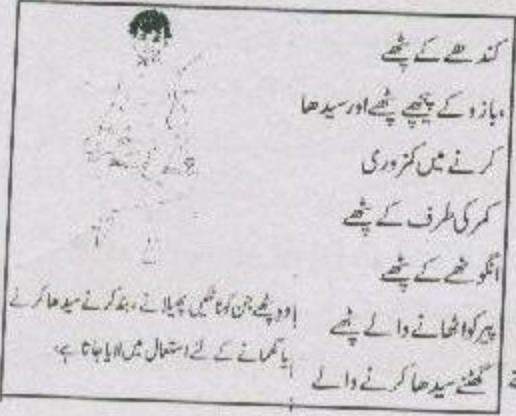 کندھے کے پٹھے
بازو کے پیچھے پٹھے اور سیدھا
کرنے میں کمزوری
کمر کی طرف کے پٹھے
انگوٹھے کے پٹھے
پیر کو اٹھانے والے پٹھے
گھٹنے سیدھا کرنے والے
وہ پٹھے جن کو ٹانگیں پھیلانے، بند کرنے سیدھا کرنے
یا گھمانے کے لئے استعمال میں لایا جاتا ہے،